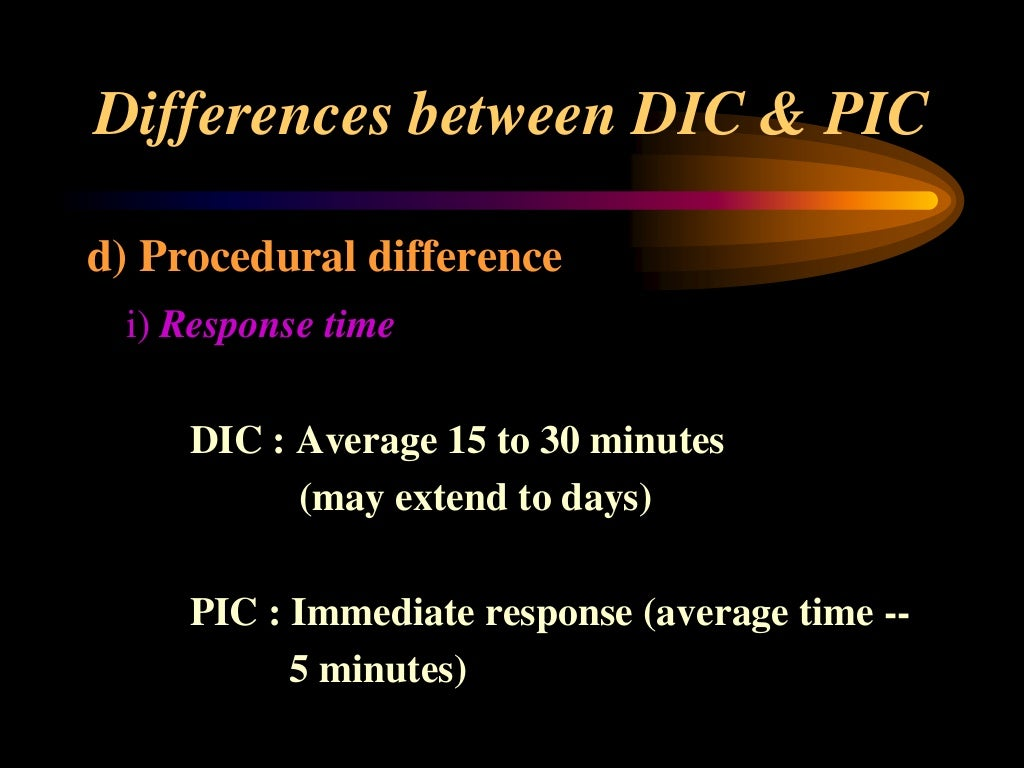 Differences between DIC & PIC
d) Procedural difference
i) Response time
DIC : Average 15 to 30 minutes
(may extend to days)
PIC : Immediate response (average time --
5 minutes)